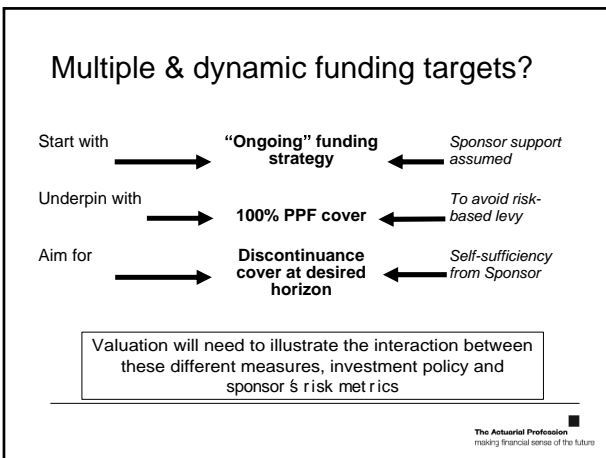 Multiple & dynamic funding targets?
Start with
“Ongoing” funding
strategy
Sponsor support
assumed
Underpin with
100% PPF cover
To avoid risk-
based levy
Aim for
Discontinuance
cover at desired
horizon
Self-sufficiency
from Sponsor
Valuation will need to illustrate the interaction between
these different measures, investment policy and
sponsor’s risk metrics
The Actuarial Profession
making financial sense of the future